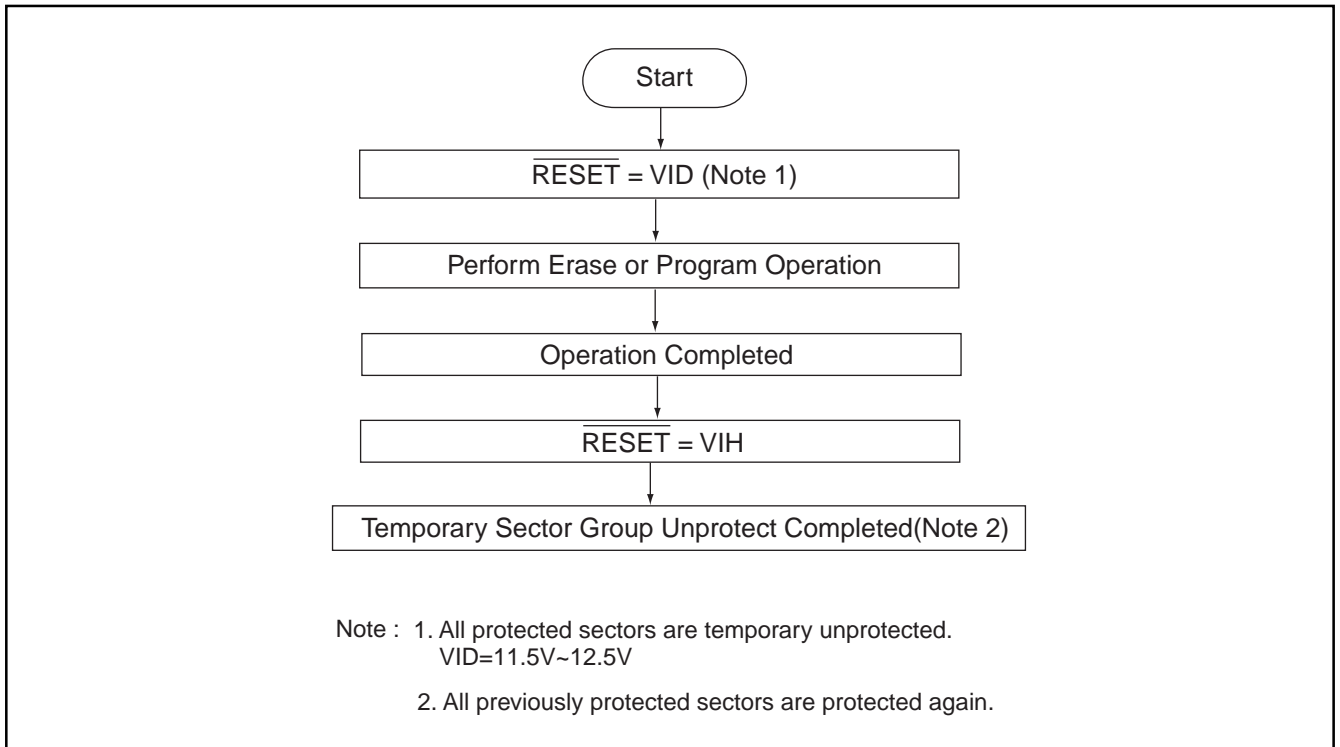 Start
R̅E̅S̅E̅T̅ = VID (Note 1)
Perform Erase or Program Operation
Operation Completed
R̅E̅S̅E̅T̅ = VIH
Temporary Sector Group Unprotect Completed(Note 2)
Note : 1. All protected sectors are temporary unprotected.
VID=11.5V~12.5V
2. All previously protected sectors are protected again.